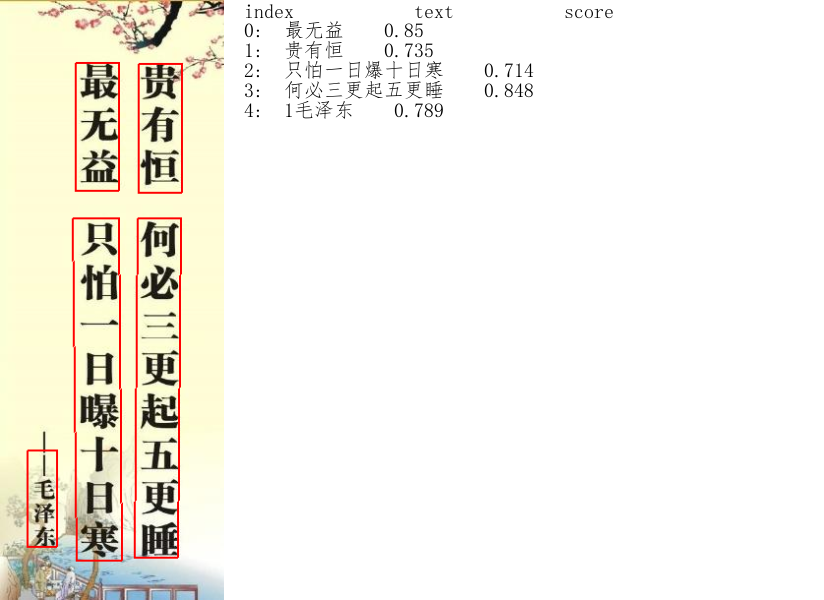 贵有恒
何必三更起五更睡
最无益
只怕一日曝十日寒
——毛泽东
index text score
0: 最无益 0.85
1: 贵有恒 0.735
2: 只怕一日爆十日寒 0.714
3: 何必三更起五更睡 0.848
4: 1毛泽东 0.789